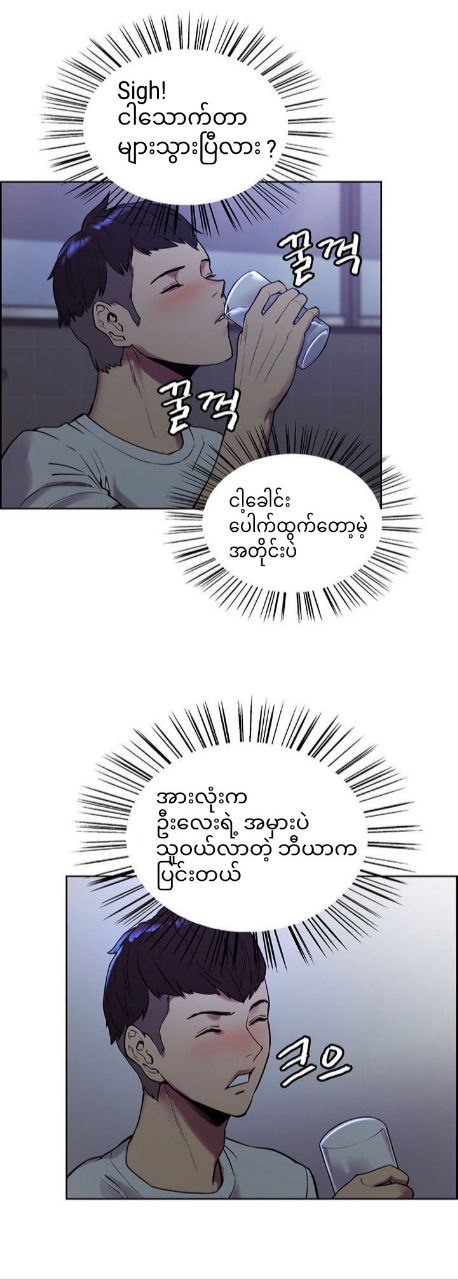 Sigh!
ငါသောက်တာ
များသွားပြီလား ?
꿀꺽
꿀꺽
ငါ့ခေါင်း
ပေါက်ထွက်တော့မဲ့
အတိုင်းပဲ
အားလုံးက
ဦးလေးရဲ့ အမှားပဲ
သူဝယ်လာတဲ့ ဘီယာက
ပြင်းတယ်
크으